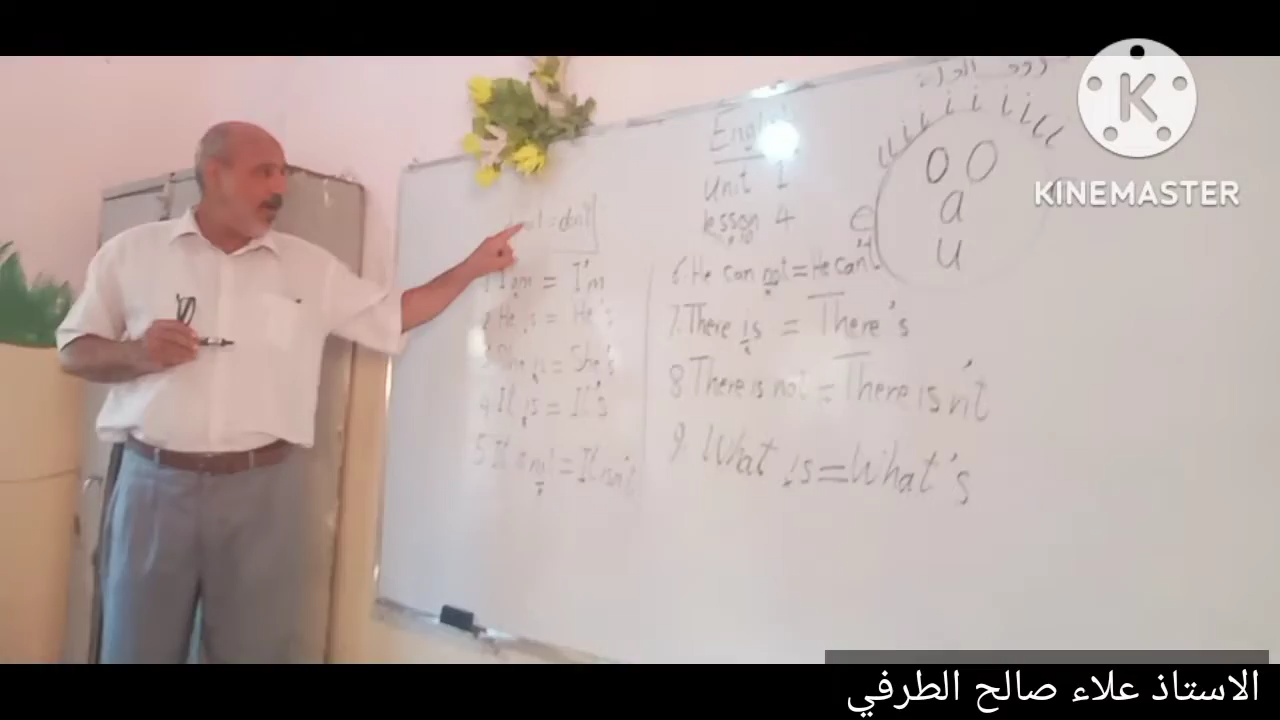 English
Unit 1
lesson 4
not = don't
1 I am = I'm
2 He is = He's
3 She is = She's
4 It is = It's
5 It is not = It isn't
6. He can not = He can't
7. There is = There's
8 There is not = There isn't
9. What is = What's
i i i i i i i i
O O
e a
u
K
KINEMASTER
الاستاذ علاء صالح الطرفي